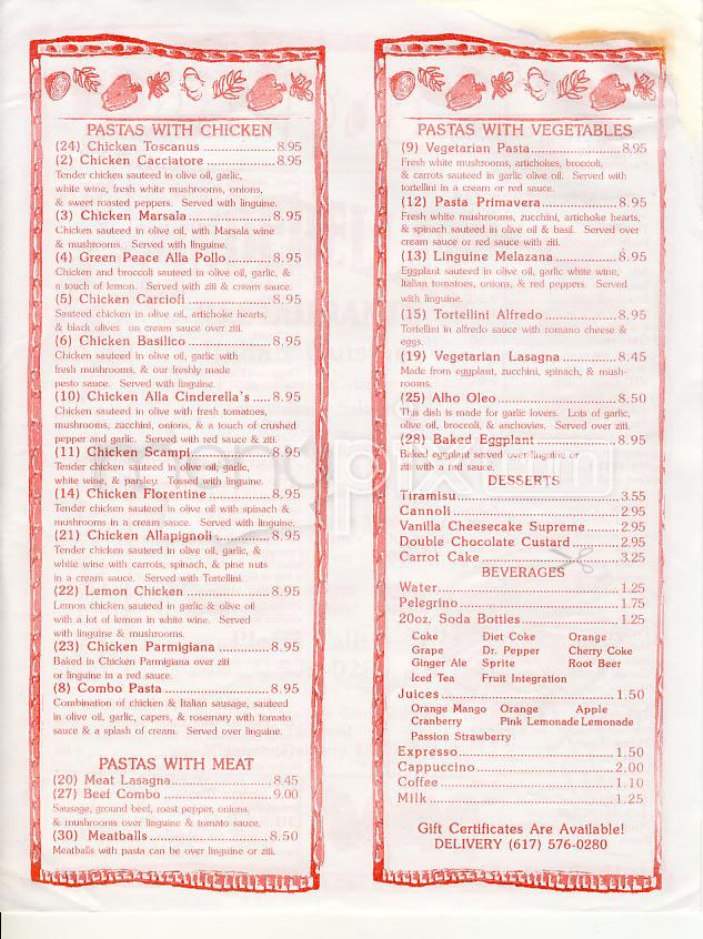 PASTAS WITH CHICKEN
(24) Chicken Toscanus ................ 8.95
(2) Chicken Cacciatore ................ 8.95
Tender chicken sauteed in olive oil, garlic,
white wine, fresh white mushrooms, onions,
& sweet roasted peppers. Served with linguine.
(3) Chicken Marsala .................... 8.95
Chicken sauteed in olive oil, with Marsala wine
& mushrooms. Served with linguine.
(4) Green Peace Alla Pollo .......... 8.95
Chicken and broccoli sauteed in olive oil, garlic, &
a touch of lemon. Served with ziti & cream sauce.
(5) Chicken Carciofi .................... 8.95
Sauteed chicken in olive oil, artichoke hearts,
& black olives on cream sauce over ziti.
(6) Chicken Basilico .................... 8.95
Chicken sauteed in olive oil, garlic with
fresh mushrooms, & our freshly made
pesto sauce. Served with linguine.
(10) Chicken Alla Cinderella's ..... 8.95
Chicken sauteed in olive with fresh tomatoes,
mushrooms, zucchini, onions, & a touch of crushed
pepper and garlic. Served with red sauce & ziti.
(11) Chicken Scampi .................... 8.95
Tender chicken sauteed in olive oil, garlic,
white wine, & parsley. Tossed with linguine.
(14) Chicken Florentine ................ 8.95
Tender chicken sauteed in olive oil with spinach &
mushrooms in a cream sauce. Served with linguine.
(21) Chicken Allapignoli .............. 8.95
Tender chicken sauteed in olive oil, garlic, &
white wine with carrots, spinach, & pine nuts
in a cream sauce. Served with Tortellini.
(22) Lemon Chicken .................... 8.95
Lemon chicken sauteed in garlic & olive oil
with a lot of lemon in white wine. Served
with linguine & mushrooms.
(23) Chicken Parmigiana .............. 8.95
Baked in Chicken Parmigiana over ziti
or linguine in a red sauce.
(8) Combo Pasta ........................ 8.95
Combination of chicken & Italian sausage, sauteed
in olive oil, garlic, capers, & rosemary with tomato
sauce & a splash of cream. Served over linguine.
PASTAS WITH MEAT
(20) Meat Lasagna ...................... 8.45
(27) Beef Combo ........................ 9.00
Sausage, ground beef, roast pepper, onions,
& mushrooms over linguine & tomato sauce.
(30) Meatballs ............................ 8.50
Meatballs with pasta can be over linguine or ziti.
PASTAS WITH VEGETABLES
(9) Vegetarian Pasta .................... 8.95
Fresh white mushrooms, artichokes, broccoli,
& carrots sauteed in garlic olive oil. Served with
tortellini in a cream or red sauce.
(12) Pasta Primavera .................... 8.95
Fresh white mushrooms, zucchini, artichoke hearts,
& spinach sauteed in olive oil & basil. Served over
cream sauce or red sauce with ziti.
(13) Linguine Melazana ................ 8.95
Eggplant sauteed in olive oil, garlic white wine,
Italian tomatoes, onions, & red peppers. Served
with linguine.
(15) Tortellini Alfredo .................. 8.95
Tortellini in alfredo sauce with romano cheese &
eggs.
(19) Vegetarian Lasagna .............. 8.45
Made from eggplant, zucchini, spinach, & mush-
rooms.
(25) Alho Oleo ............................ 8.50
This dish is made for garlic lovers. Lots of garlic,
olive oil, broccoli, & anchovies. Served over ziti.
(28) Baked Eggplant .................... 8.95
Baked eggplant served over linguine or
ziti with a red sauce.
DESSERTS
Tiramisu .................................... 3.55
Cannoli .................................... 2.95
Vanilla Cheesecake Supreme ........ 2.95
Double Chocolate Custard ............ 2.95
Carrot Cake ................................ 3.25
BEVERAGES
Water ........................................ 1.25
Pelegrino .................................... 1.75
20oz. Soda Bottles ........................ 1.25
Coke Diet Coke Orange
Grape Dr. Pepper Cherry Coke
Ginger Ale Sprite Root Beer
Iced Tea Fruit Integration
Juices ........................................ 1.50
Orange Mango Orange Apple
Cranberry Pink Lemonade Lemonade
Passion Strawberry
Expresso .................................... 1.50
Cappuccino ................................ 2.00
Coffee ........................................ 1.10
Milk ........................................ 1.25
Gift Certificates Are Available!
DELIVERY (617) 576-0280